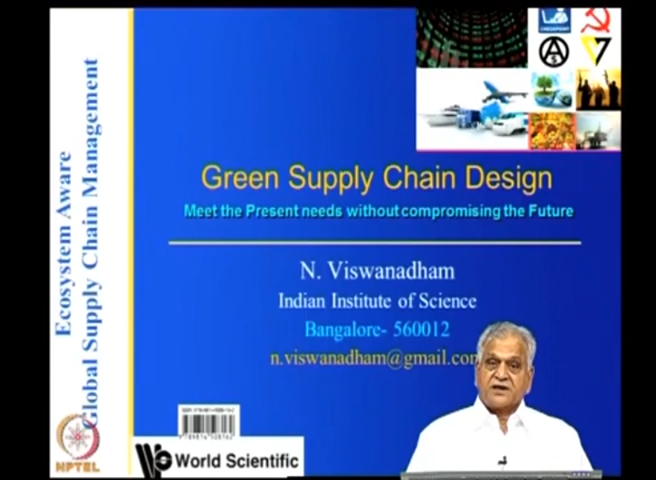 Ecosystem Aware
Global Supply Chain Management
Green Supply Chain Design
Meet the Present needs without compromising the Future
N. Viswanadham
Indian Institute of Science
Bangalore- 560012
n.viswanadham@gmail.com
World Scientific
NPTEL